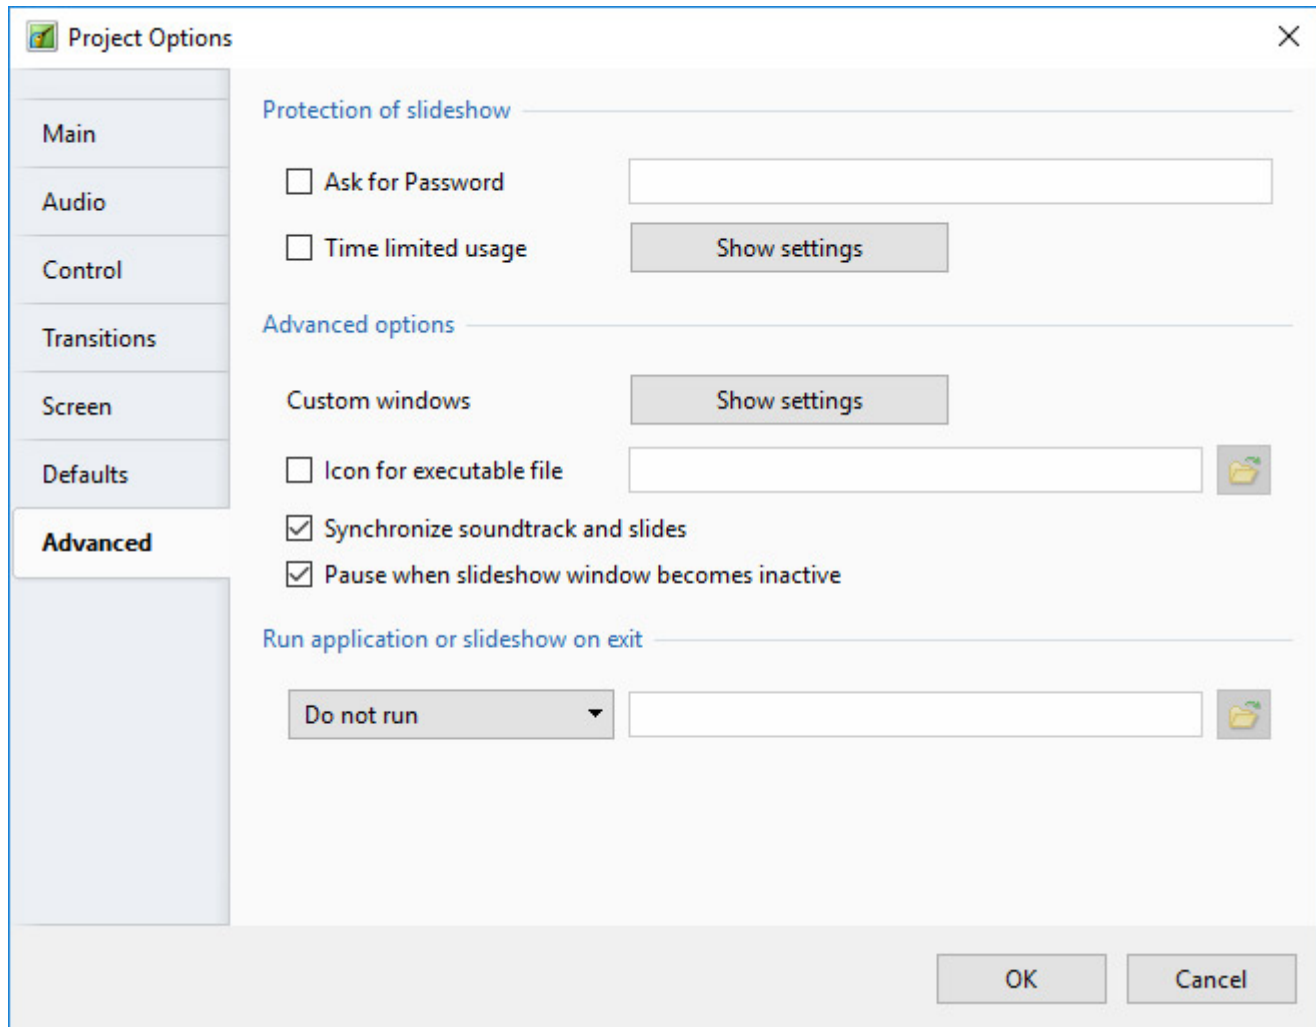 Project Options
Main
Audio
Control
Transitions
Screen
Defaults
Advanced
Protection of slideshow
Ask for Password
Time limited usage Show settings
Advanced options
Custom windows Show settings
Icon for executable file
Synchronize soundtrack and slides
Pause when slideshow window becomes inactive
Run application or slideshow on exit
Do not run
OK Cancel